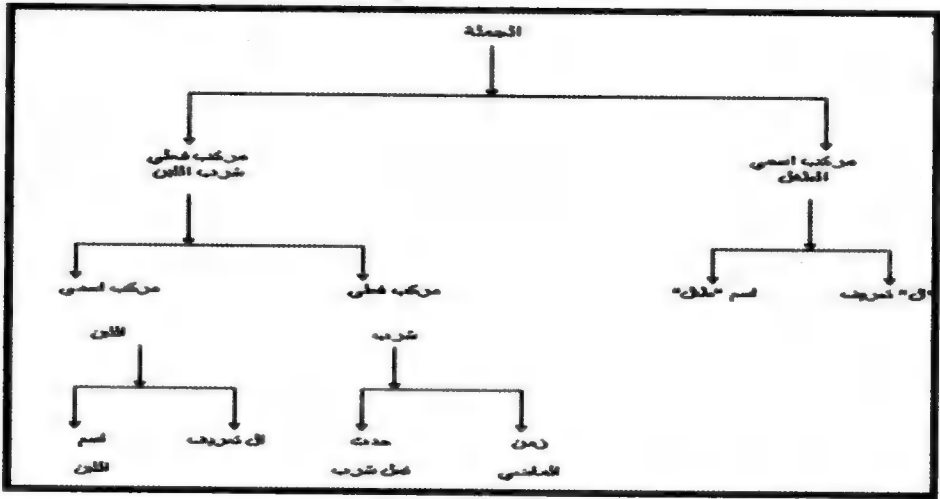 الجملة
مركب اسمي
الطفل
مركب فعلي
شرب اللبن
"ال" تعريف
اسم "طفل"
مركب فعلي
شرب
مركب اسمي
اللبن
زمن
الماضي
حدث
فعل شرب
ال تعريف
اسم
اللبن